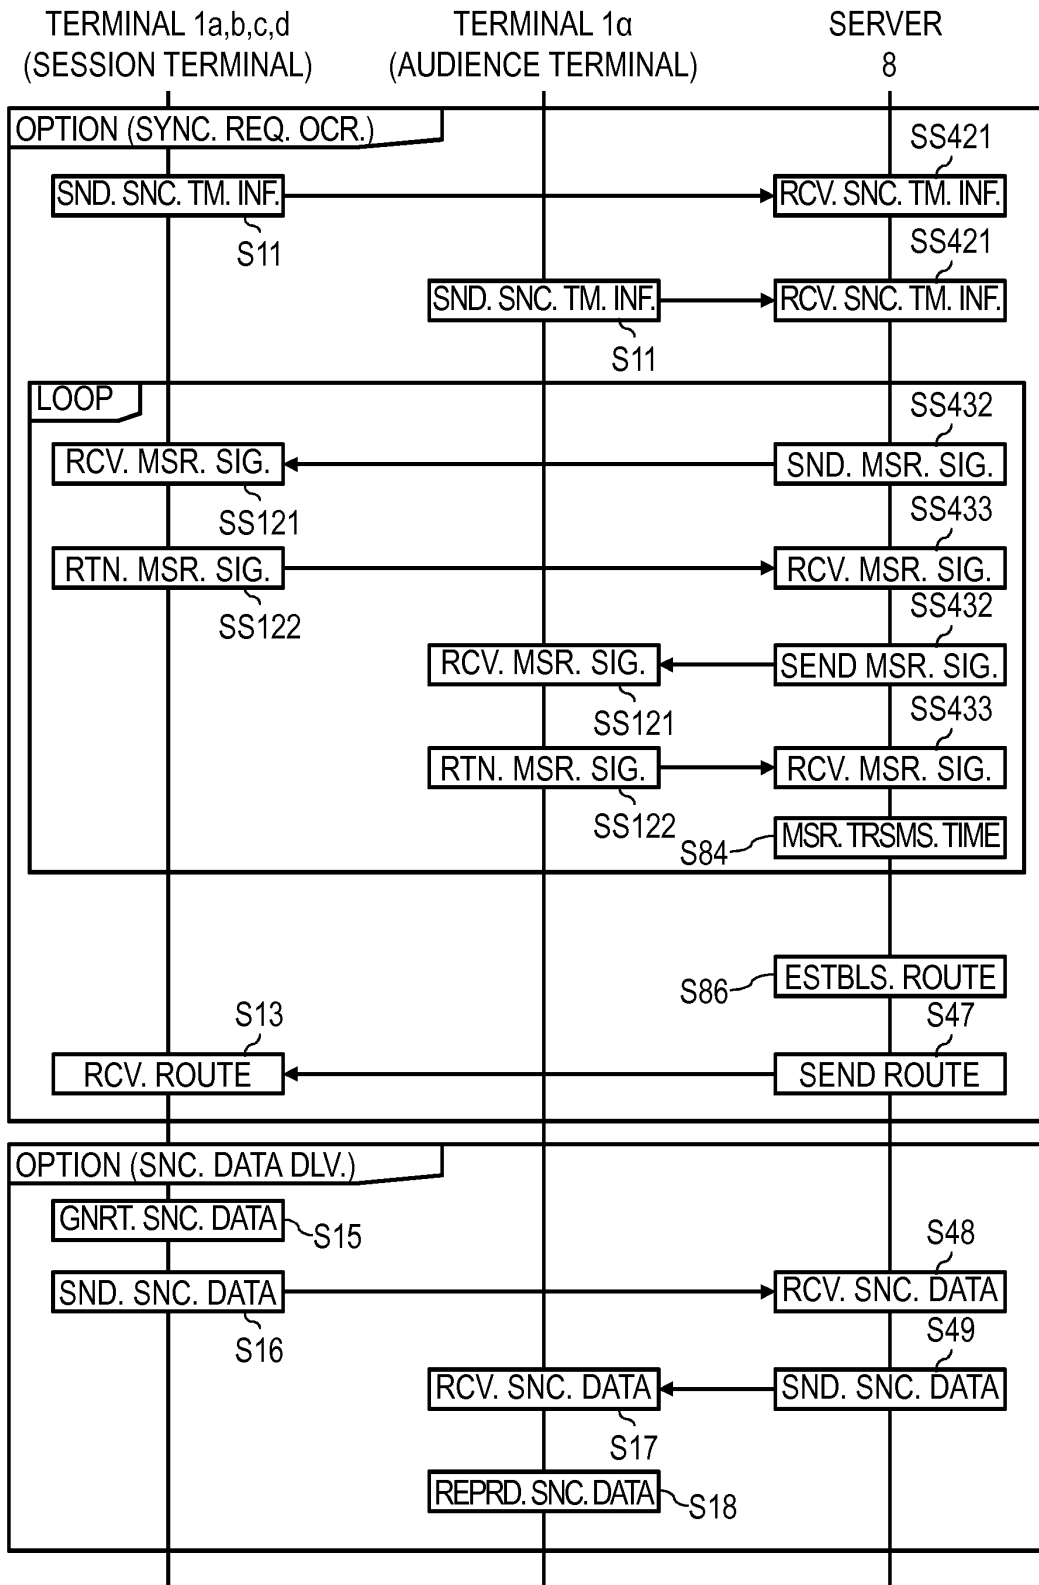 TERMINAL 1a,b,c,d
(SESSION TERMINAL)
TERMINAL 1α
(AUDIENCE TERMINAL)
SERVER
8
OPTION (SYNC. REQ. OCR.)
SS421
SND. SNC. TM. INF.
RCV. SNC. TM. INF.
S11
SS421
SND. SNC. TM. INF.
RCV. SNC. TM. INF.
S11
LOOP
SS432
RCV. MSR. SIG.
SND. MSR. SIG.
SS121
SS433
RTN. MSR. SIG.
RCV. MSR. SIG.
SS122
SS432
RCV. MSR. SIG.
SEND MSR. SIG.
SS121
SS433
RTN. MSR. SIG.
RCV. MSR. SIG.
SS122
S84
MSR. TRSMS. TIME
ESTBLS. ROUTE
S86
S13
S47
RCV. ROUTE
SEND ROUTE
OPTION (SNC. DATA DLV.)
GNRT. SNC. DATA
S15
S48
SND. SNC. DATA
RCV. SNC. DATA
S16
S49
RCV. SNC. DATA
SND. SNC. DATA
S17
REPRD. SNC. DATA
S18